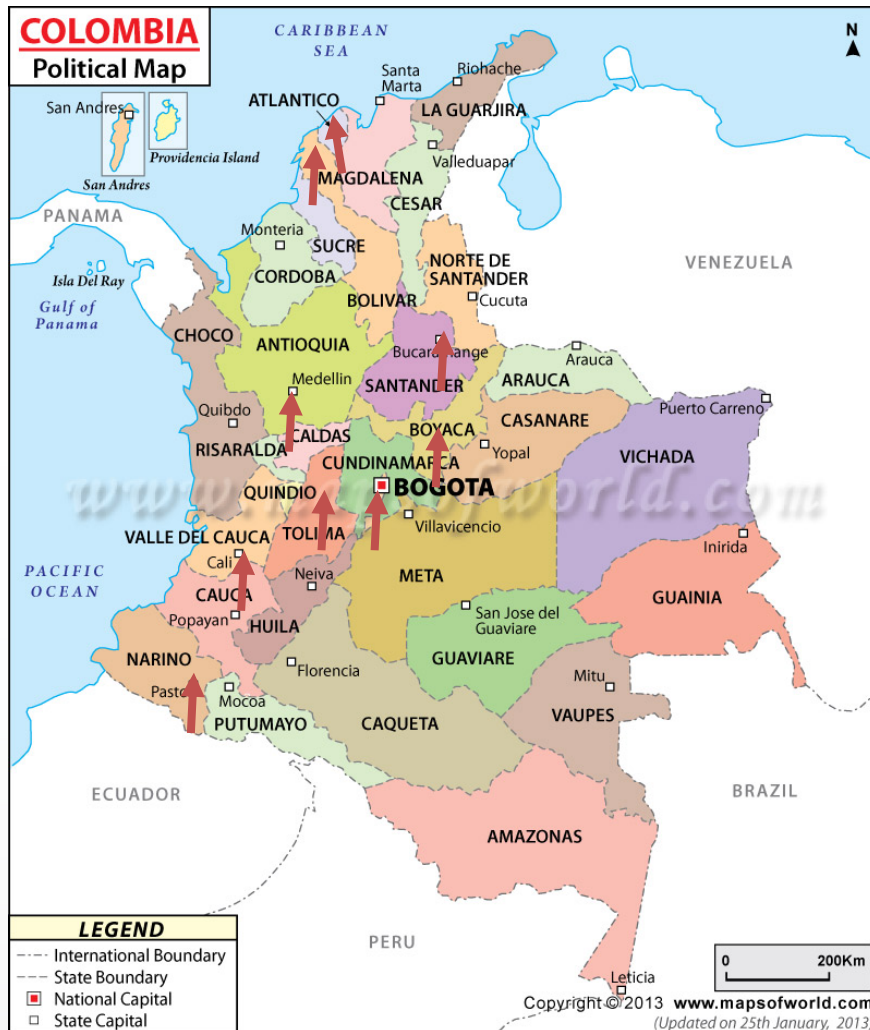 COLOMBIA
Political Map
CARIBBEAN
SEA
N
Riohache
Santa
Marta
ATLANTICO
LA GUARJIRA
San Andres
Providencia Island
San Andres
Valleduapar
MAGDALENA
CESAR
PANAMA
Monteria
SUCRE
NORTE DE
SANTANDER
VENEZUELA
Isla Del Ray
CORDOBA
Gulf of
Panama
BOLIVAR
Cucuta
CHOCO
ANTIOQUIA
Arauca
Medellin
SANTANDER
ARAUCA
Puerto Carreno
Quibdo
CASANARE
BOYACA
CALDAS
RISARALDA
Yopal
VICHADA
CUNDINAMARCA
QUINDIO
BOGOTA
www.mapsofworld.com
Villavicencio
VALLE DEL CAUCA
TOLIMA
Cali
Inirida
PACIFIC
OCEAN
Neiva
META
CAUCA
GUAINIA
Popayan
San Jose del
Guaviare
HUILA
NARINO
Florencia
GUAVIARE
Mitu
Mocoa
PUTUMAYO
CAQUETA
VAUPES
ECUADOR
BRAZIL
AMAZONAS
LEGEND
International Boundary
State Boundary
National Capital
State Capital
PERU
0 200Km
Leticia
Copyright © 2013 www.mapsofworld.com
(Updated on 25th January, 2013)